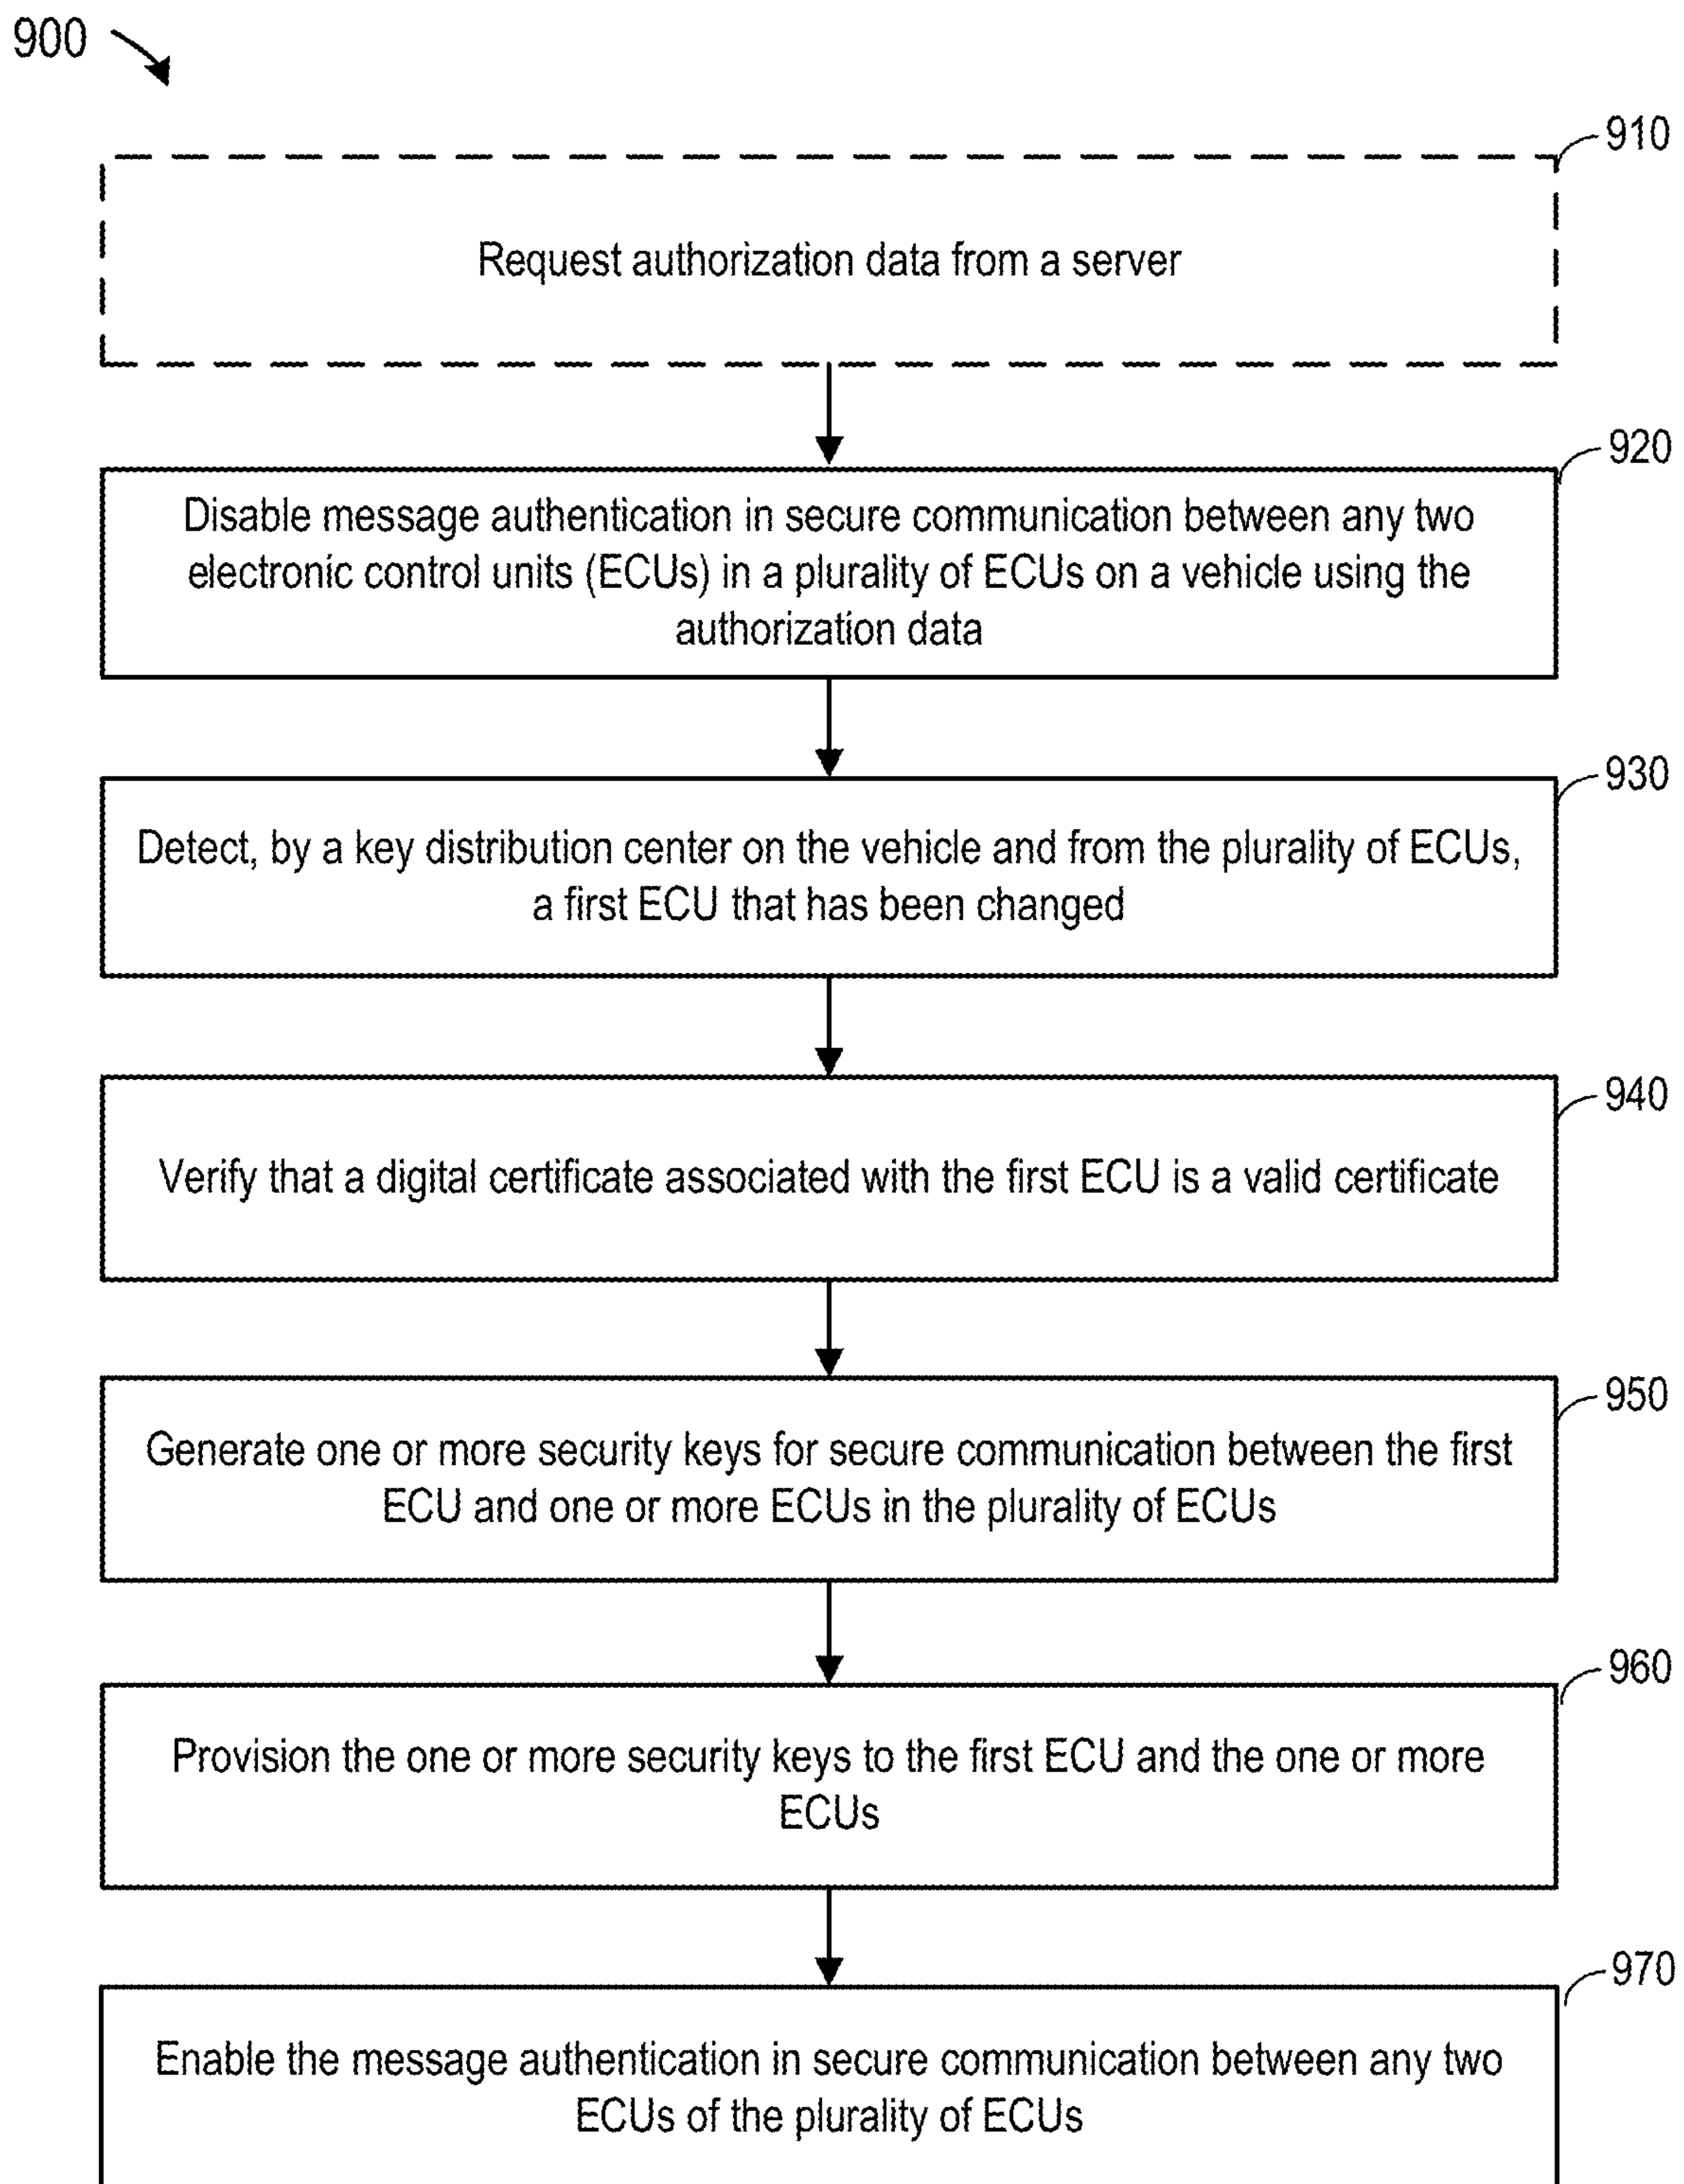 900
910
Request authorization data from a server
920
Disable message authentication in secure communication between any two
electronic control units (ECUs) in a plurality of ECUs on a vehicle using the
authorization data
930
Detect, by a key distribution center on the vehicle and from the plurality of ECUs,
a first ECU that has been changed
940
Verify that a digital certificate associated with the first ECU is a valid certificate
950
Generate one or more security keys for secure communication between the first
ECU and one or more ECUs in the plurality of ECUs
960
Provision the one or more security keys to the first ECU and the one or more
ECUs
970
Enable the message authentication in secure communication between any two
ECUs of the plurality of ECUs